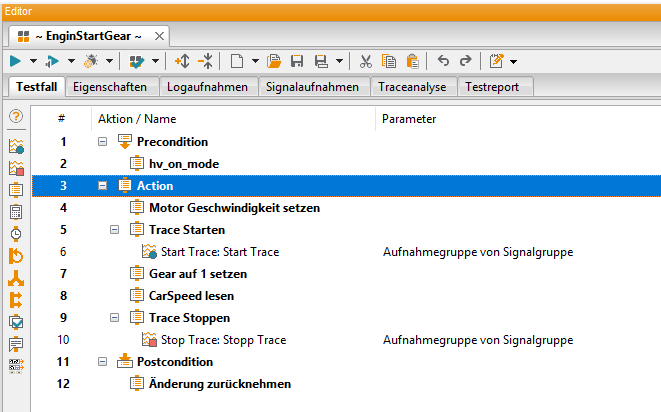 Editor
~ EnginStartGear ~
Testfall Eigenschaften Logaufnahmen Signalaufnahmen Traceanalyse Testreport
# Aktion / Name Parameter
1 Precondition
2 hv_on_mode
3 Action
4 Motor Geschwindigkeit setzen
5 Trace Starten
6 Start Trace: Start Trace Aufnahmegruppe von Signalgruppe
7 Gear auf 1 setzen
8 CarSpeed lesen
9 Trace Stoppen
10 Stop Trace: Stopp Trace Aufnahmegruppe von Signalgruppe
11 Postcondition
12 Änderung zurücknehmen